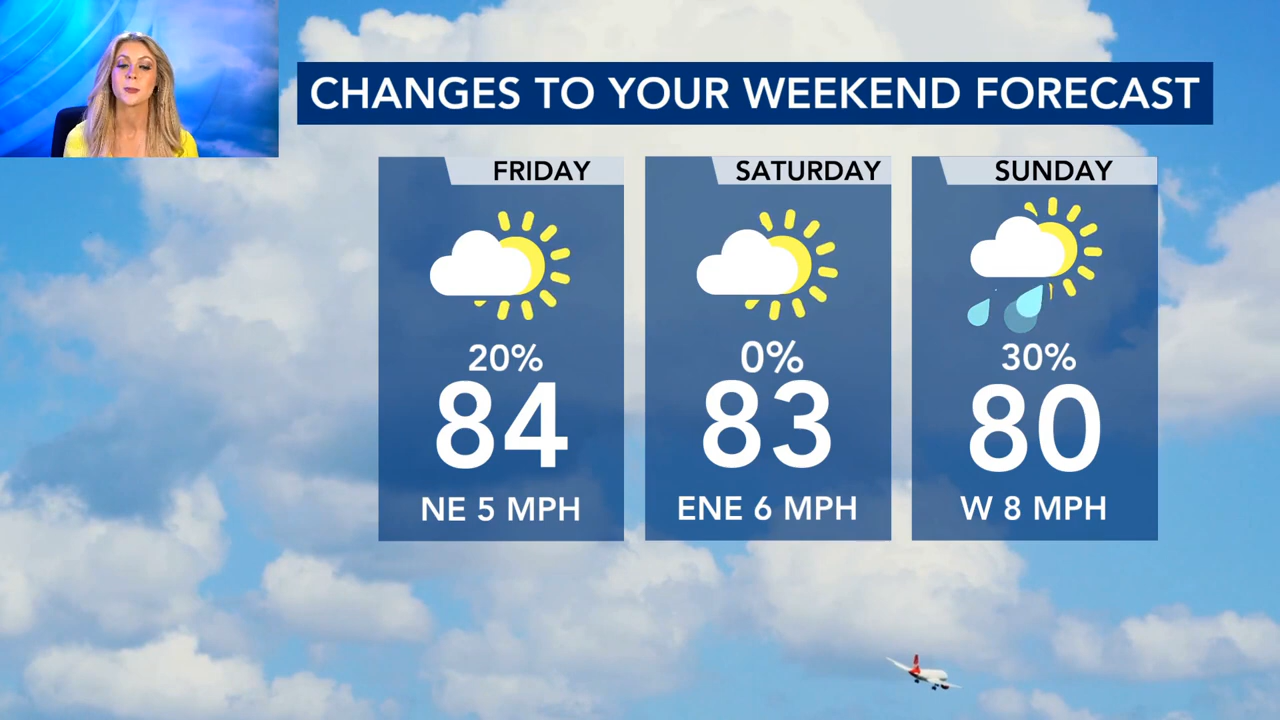 CHANGES TO YOUR WEEKEND FORECAST
FRIDAY
20%
84
NE 5 MPH
SATURDAY
0%
83
ENE 6 MPH
SUNDAY
30%
80
W 8 MPH